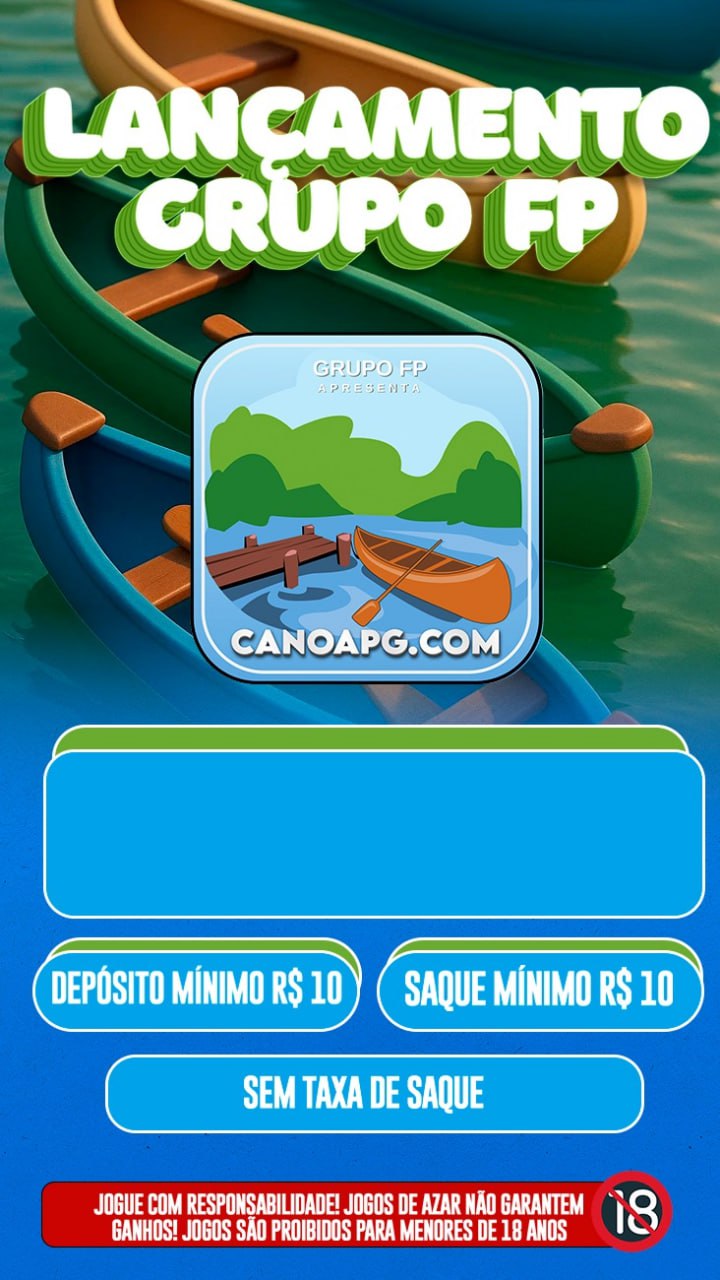 LANÇAMENTO
GRUPO FP
GRUPO FP
APRESENTA
CANOAPG.COM
DEPÓSITO MÍNIMO R$ 10
SAQUE MÍNIMO R$ 10
SEM TAXA DE SAQUE
JOGUE COM RESPONSABILIDADE! JOGOS DE AZAR NÃO GARANTEM
GANHOS! JOGOS SÃO PROIBIDOS PARA MENORES DE 18 ANOS
18